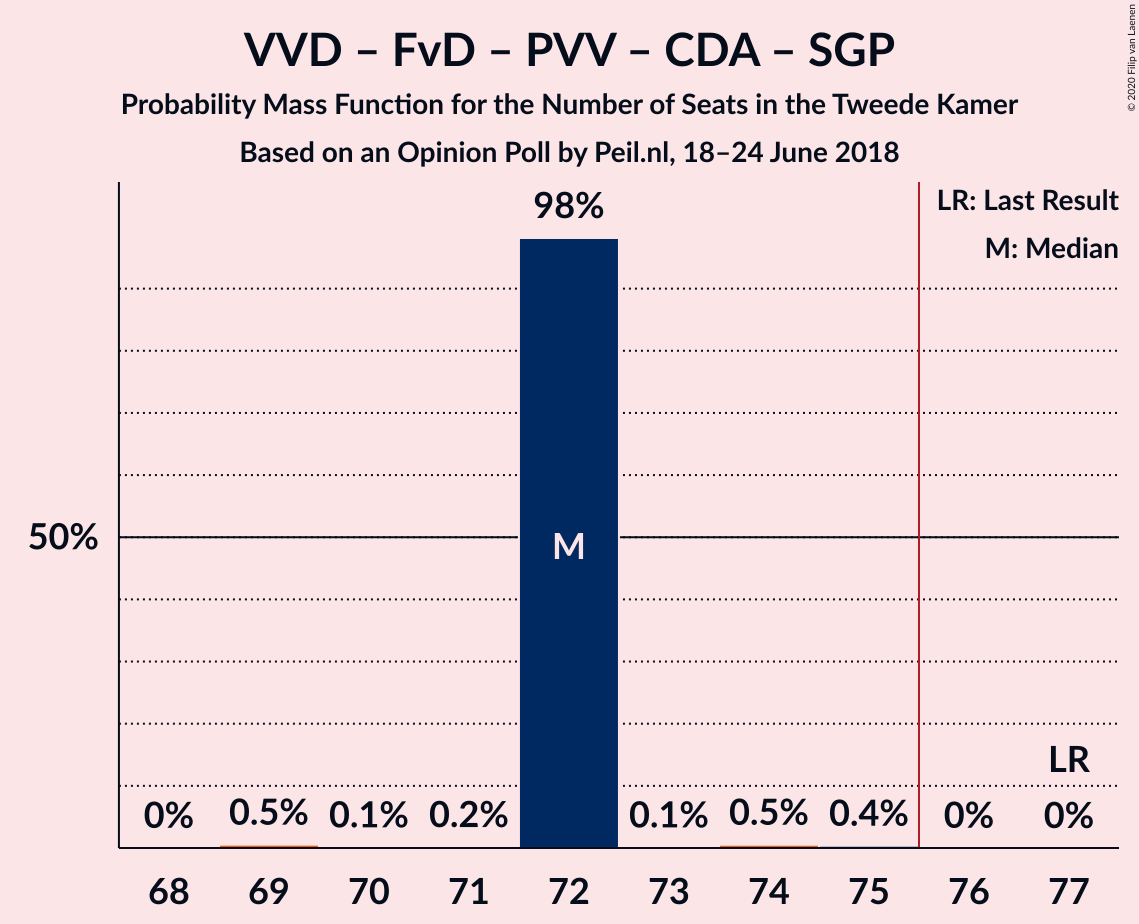 VVD – FvD – PVV – CDA – SGP
Probability Mass Function for the Number of Seats in the Tweede Kamer
Based on an Opinion Poll by Peil.nl, 18–24 June 2018
© 2020 Filip van Laenen
LR: Last Result
M: Median
98%
50%
M
LR
0% 0.5% 0.1% 0.2% 0.1% 0.5% 0.4% 0% 0%
68 69 70 71 72 73 74 75 76 77